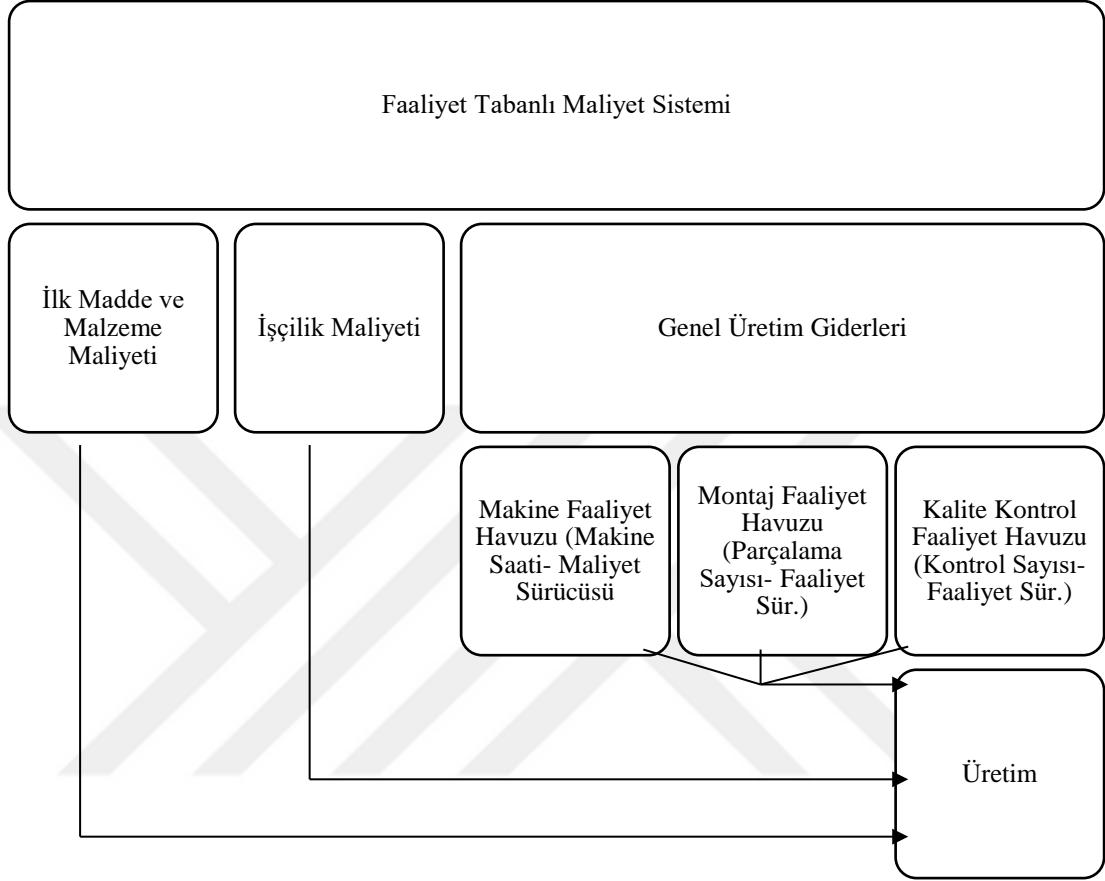 Faaliyet Tabanlı Maliyet Sistemi
İlk Madde ve
Malzeme
Maliyeti
İşçilik Maliyeti
Genel Üretim Giderleri
Makine Faaliyet
Havuzu (Makine
Saati- Maliyet
Sürücüsü
Montaj Faaliyet
Havuzu
(Parçalama
Sayısı- Faaliyet
Sür.)
Kalite Kontrol
Faaliyet Havuzu
(Kontrol Sayısı-
Faaliyet Sür.)
Üretim